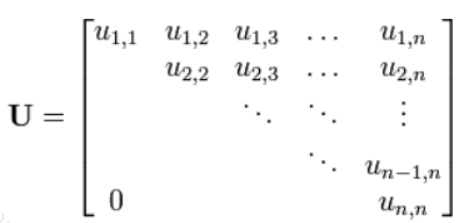 u1,1 u1,2 u1,3 … u1,n
u2,2 u2,3 … u2,n
U = ⋱ ⋱ ⋮
⋱ un−1,n
0 un,n